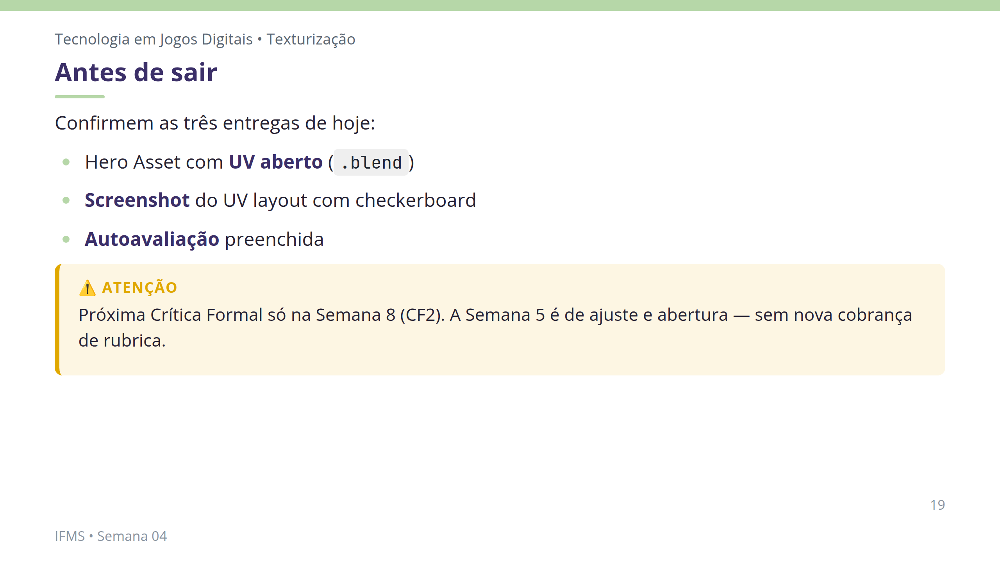 Tecnologia em Jogos Digitais • Texturização
Antes de sair
Confirmem as três entregas de hoje:
• Hero Asset com UV aberto (.blend)
• Screenshot do UV layout com checkerboard
• Autoavaliação preenchida
⚠️ ATENÇÃO
Próxima Crítica Formal só na Semana 8 (CF2). A Semana 5 é de ajuste e abertura — sem nova cobrança
de rubrica.
19
IFMS • Semana 04